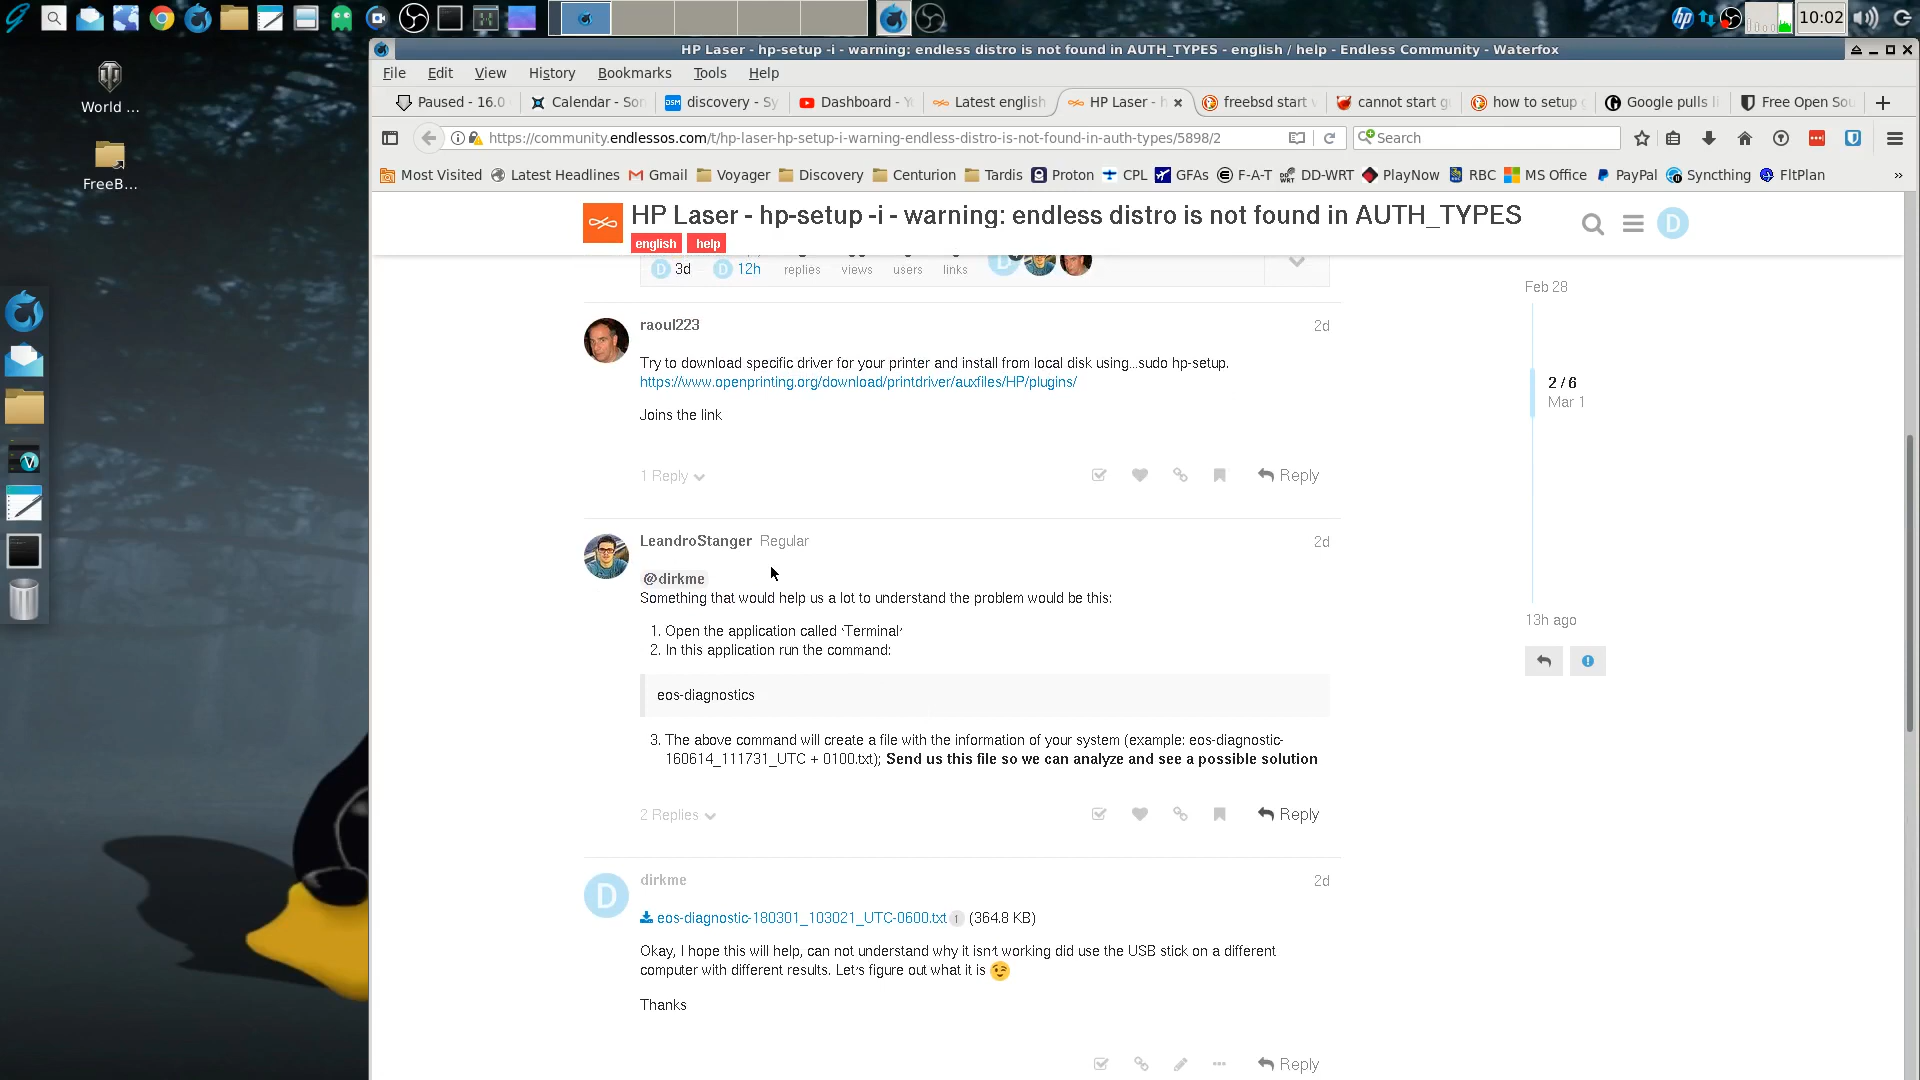 10:02
World ...
FreeB...
HP Laser - hp-setup -i - warning: endless distro is not found in AUTH_TYPES - english / help - Endless Community - Waterfox
File Edit View History Bookmarks Tools Help
Paused - 16.0
Calendar - Son
discovery - Sy
Dashboard - Y
Latest english
HP Laser - h
freebsd start
cannot start g
how to setup
Google pulls li
Free Open Sou
https://community.endlessos.com/t/hp-laser-hp-setup-i-warning-endless-distro-is-not-found-in-auth-types/5898/2
Search
Most Visited Latest Headlines Gmail Voyager Discovery Centurion Tardis Proton CPL GFAs F-A-T DD-WRT PlayNow RBC MS Office PayPal Syncthing FltPlan »
HP Laser - hp-setup -i - warning: endless distro is not found in AUTH_TYPES
english help
D
D 3d D 12h replies views users links
Feb 28
2 / 6
Mar 1
13h ago
raoul223 2d
Try to download specific driver for your printer and install from local disk using...sudo hp-setup.
https://www.openprinting.org/download/printdriver/auxfiles/HP/plugins/
Joins the link
1 Reply Reply
LeandroStanger Regular 2d
@dirkme
Something that would help us a lot to understand the problem would be this:
1. Open the application called 'Terminal'
2. In this application run the command:
eos-diagnostics
3. The above command will create a file with the information of your system (example: eos-diagnostic-
160614_111731_UTC + 0100.txt); Send us this file so we can analyze and see a possible solution
2 Replies Reply
D
dirkme 2d
eos-diagnostic-180301_103021_UTC-0600.txt 1 (364.8 KB)
Okay, I hope this will help, can not understand why it isn't working did use the USB stick on a different
computer with different results. Let's figure out what it is
Thanks
Reply